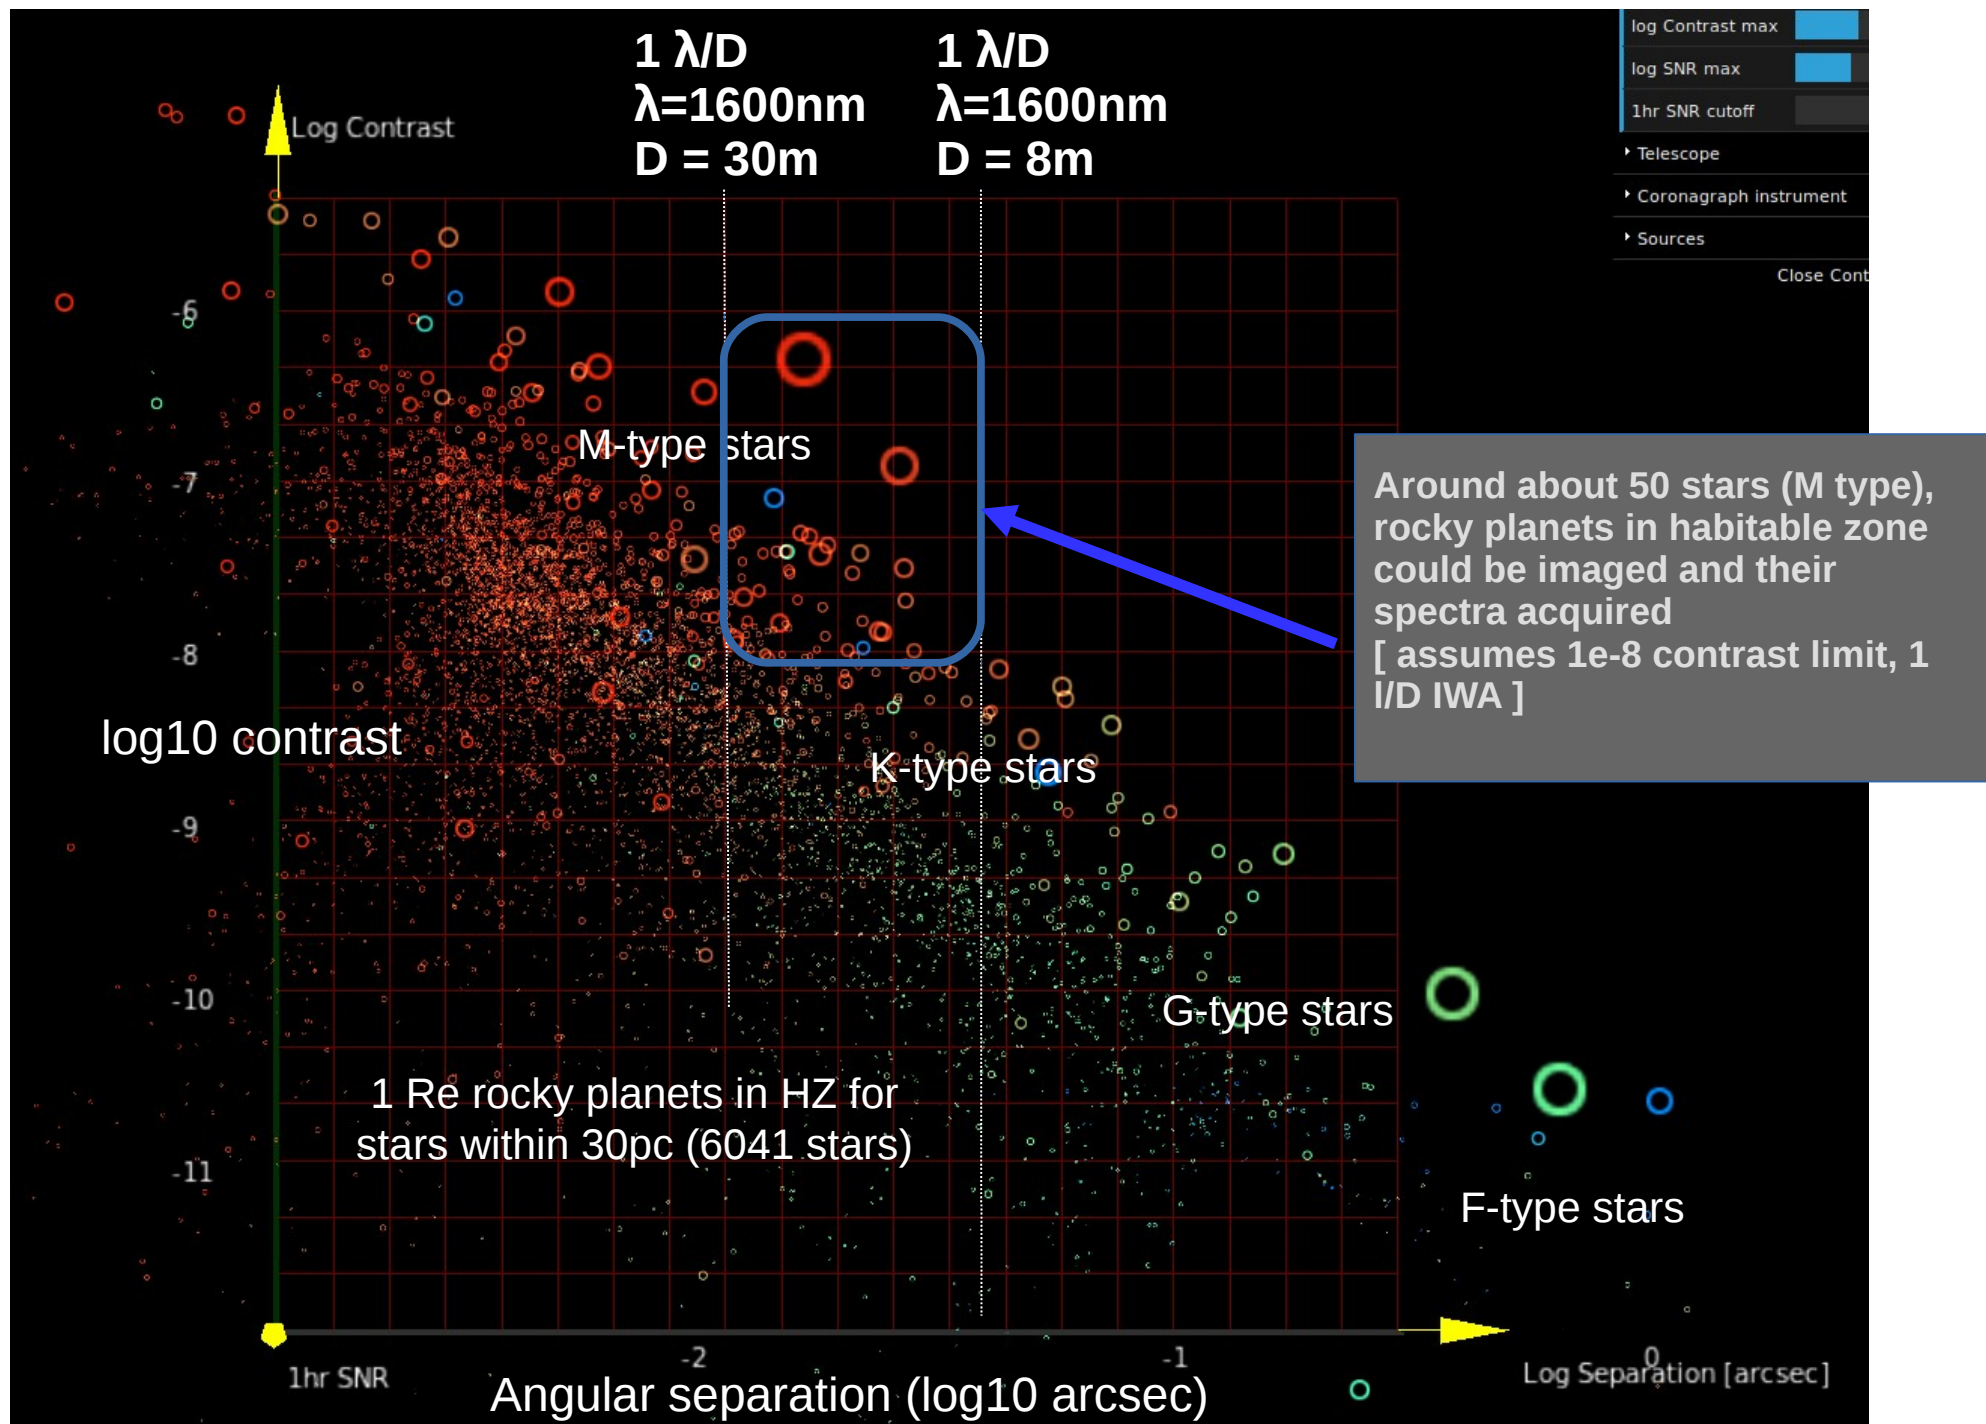 1 λ/D
λ=1600nm
D = 30m
1 λ/D
λ=1600nm
D = 8m
log Contrast max
log SNR max
1hr SNR cutoff
Telescope
Coronagraph instrument
Sources
Close Cont
Log Contrast
-6
-7
-8
-9
-10
-11
M-type stars
Around about 50 stars (M type),
rocky planets in habitable zone
could be imaged and their
spectra acquired
[ assumes 1e-8 contrast limit, 1
l/D IWA ]
log10 contrast
K-type stars
G-type stars
1 Re rocky planets in HZ for
stars within 30pc (6041 stars)
F-type stars
-2
-1
0
1hr SNR
Log Separation [arcsec]
Angular separation (log10 arcsec)